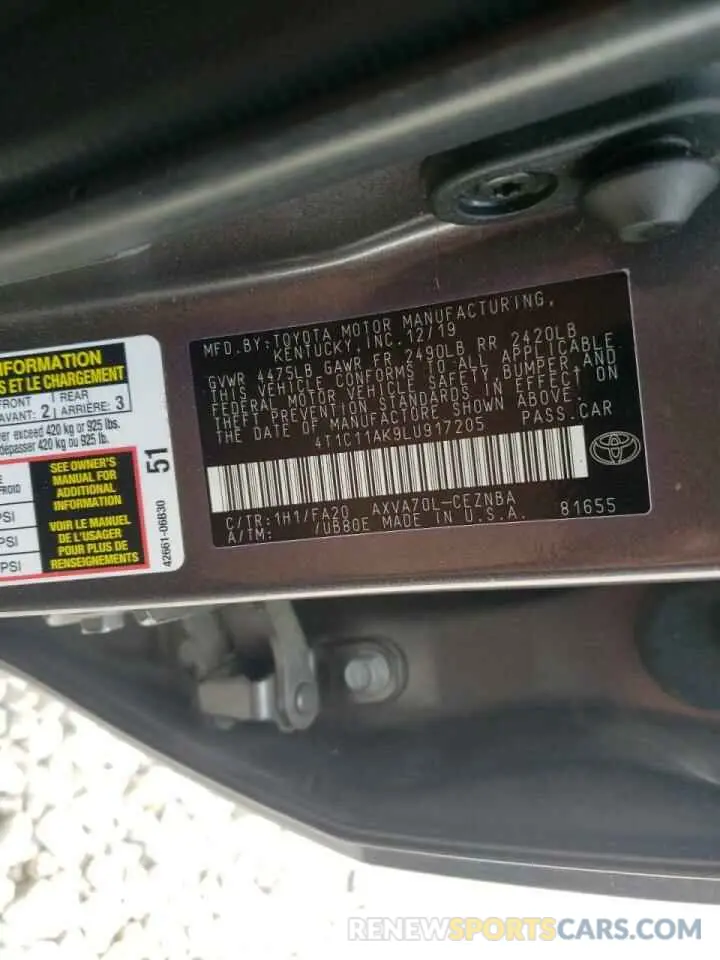 MFD.BY:TOYOTA MOTOR MANUFACTURING,
KENTUCKY, INC. 12/19
GVWR 4475LB GAWR FR 2490LB RR 2420LB
THIS VEHICLE CONFORMS TO ALL APPLICABLE
FEDERAL MOTOR VEHICLE SAFETY,BUMPER,AND
THEFT PREVENTION STANDARDS IN EFFECT ON
THE DATE OF MANUFACTURE SHOWN ABOVE.
4T1C11AK9LU917205 PASS.CAR
C/TR:1H1/FA20 AXVA70L-CEZNBA
A/TM: /UB80E MADE IN U.S.A. 81655
INFORMATION
S ET LE CHARGEMENT
FRONT REAR
AVANT: 2 ARRIÈRE: 3
er exceed 420 kg or 925 lbs.
dépasser 420 kg ou 925 lb.
SEE OWNER'S
MANUAL FOR
ADDITIONAL
INFORMATION
VOIR LE MANUEL
DE L'USAGER
POUR PLUS DE
RENSEIGNEMENTS
FROID
PSI
PSI
PSI
51
42661-06B30
RENEWSPORTSCARS.COM